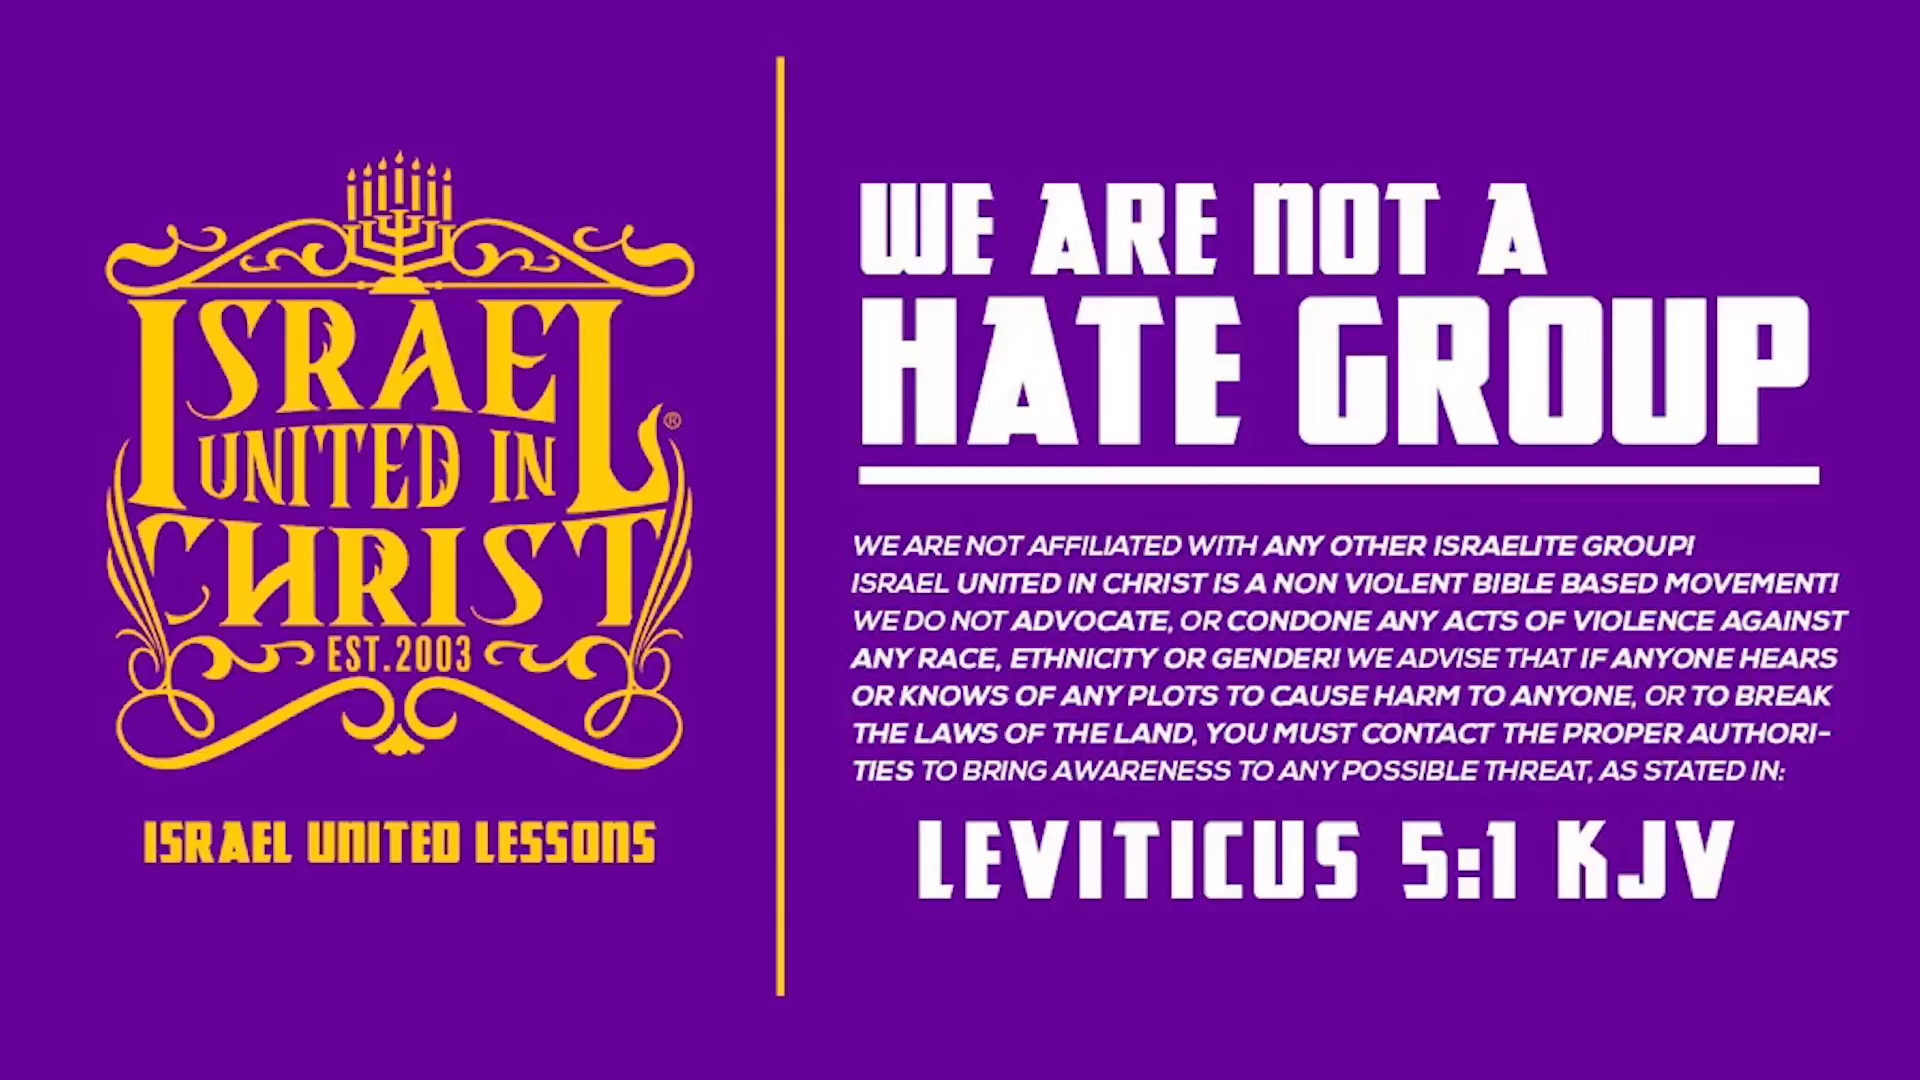 ISRAEL
UNITED IN
CHRIST
®
EST.2003
ISRAEL UNITED LESSONS
WE ARE NOT A
HATE GROUP
WE ARE NOT AFFILIATED WITH ANY OTHER ISRAELITE GROUP!
ISRAEL UNITED IN CHRIST IS A NON VIOLENT BIBLE BASED MOVEMENT!
WE DO NOT ADVOCATE, OR CONDONE ANY ACTS OF VIOLENCE AGAINST
ANY RACE, ETHNICITY OR GENDER! WE ADVISE THAT IF ANYONE HEARS
OR KNOWS OF ANY PLOTS TO CAUSE HARM TO ANYONE, OR TO BREAK
THE LAWS OF THE LAND, YOU MUST CONTACT THE PROPER AUTHORI-
TIES TO BRING AWARENESS TO ANY POSSIBLE THREAT, AS STATED IN:
LEVITICUS 5:1 KJV